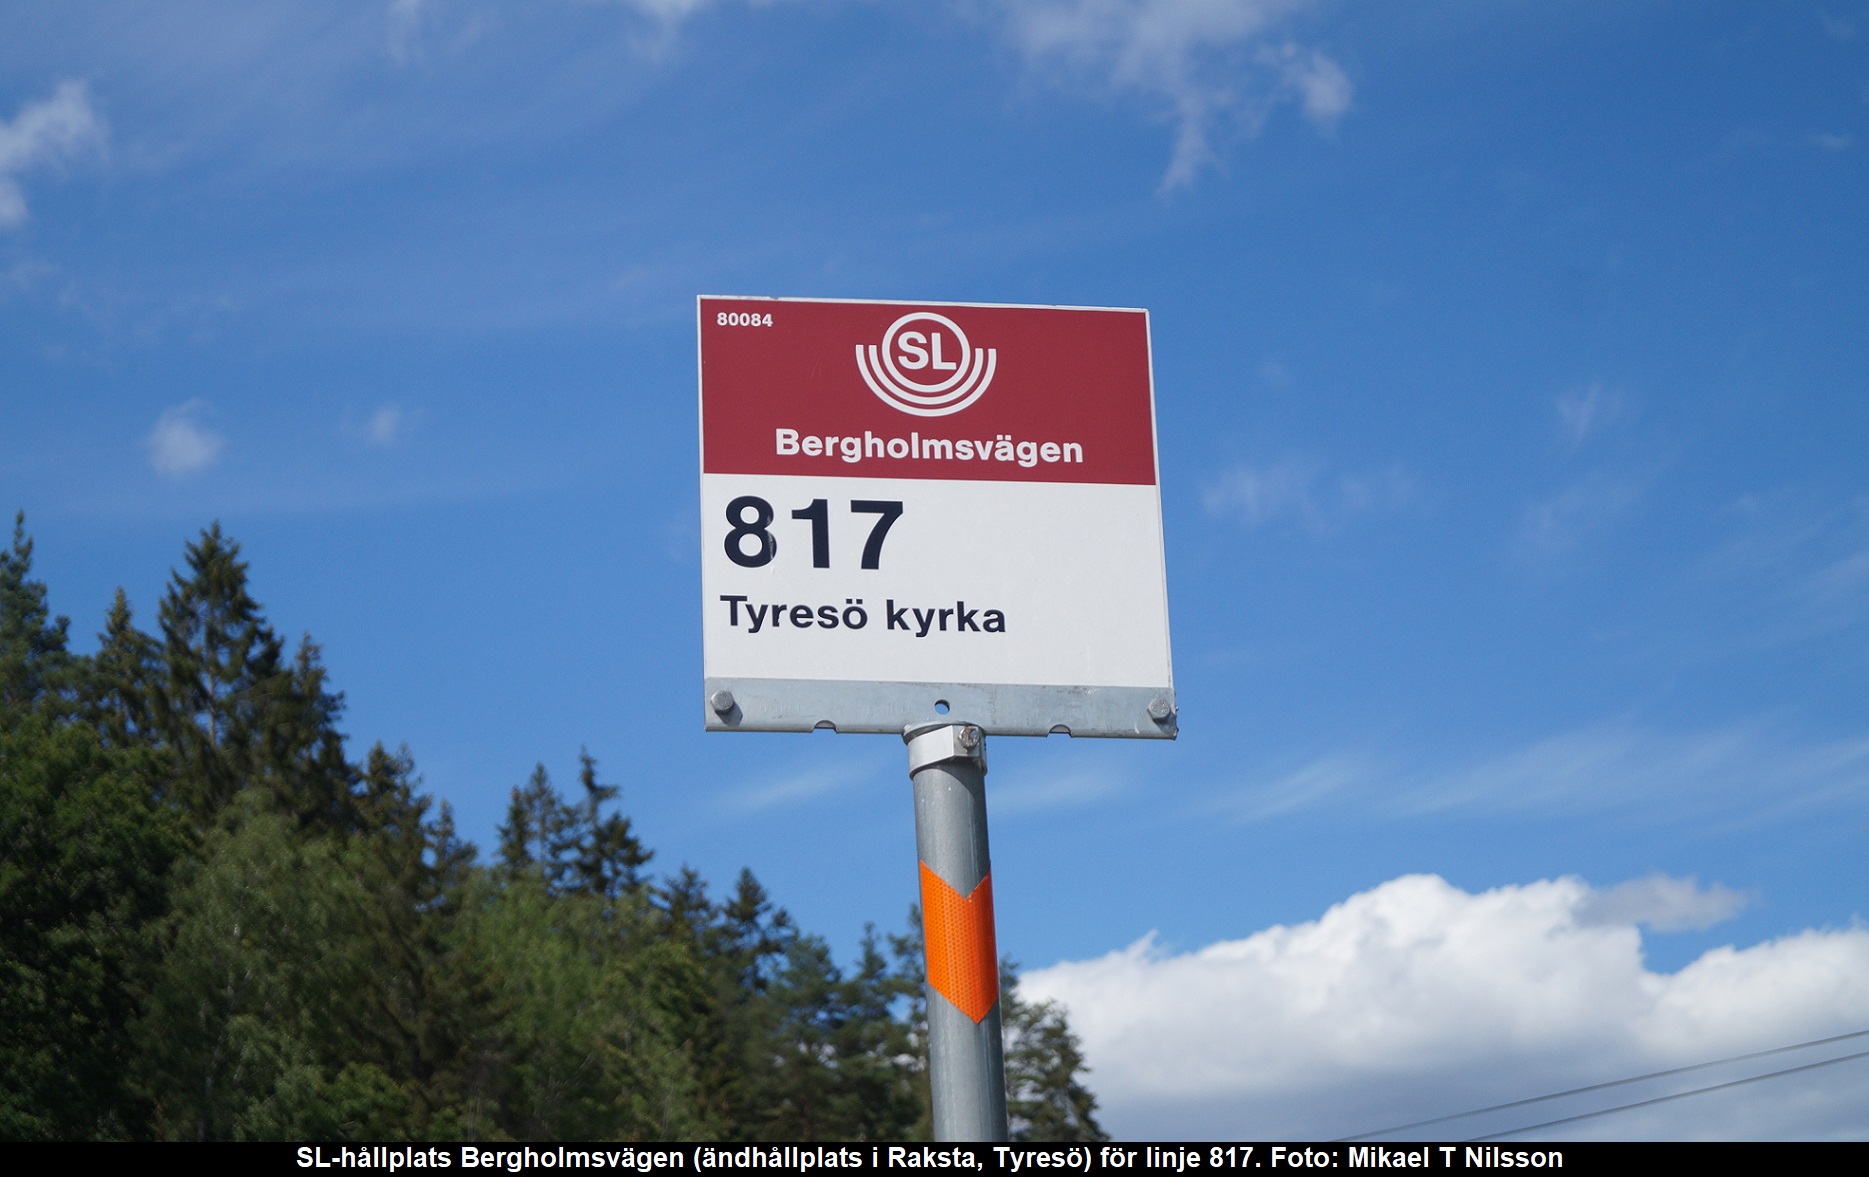 80084
SL
Bergholmsvägen
817
Tyresö kyrka
SL-hållplats Bergholmsvägen (ändhållplats i Raksta, Tyresö) för linje 817. Foto: Mikael T Nilsson